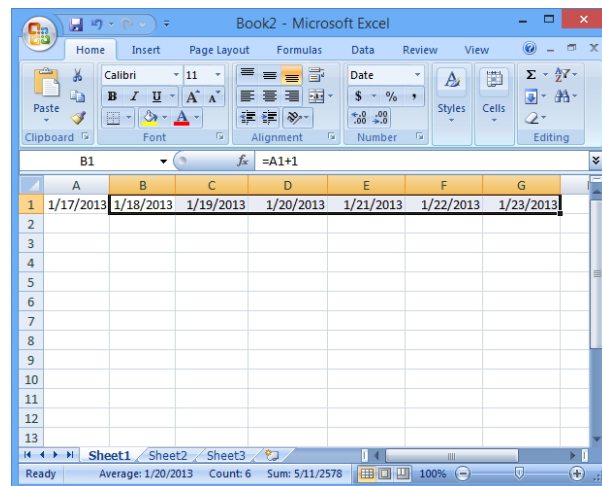 Book2 - Microsoft Excel
Home Insert Page Layout Formulas Data Review View
Calibri 11 Date
Paste B I U A A $ % , Styles Cells Σ
A .0 .00 .00 .0
Clipboard Font Alignment Number Editing
B1 fx =A1+1
A B C D E F G
1 1/17/2013 1/18/2013 1/19/2013 1/20/2013 1/21/2013 1/22/2013 1/23/2013
2
3
4
5
6
7
8
9
10
11
12
13
Sheet1 Sheet2 Sheet3
Ready Average: 1/20/2013 Count: 6 Sum: 5/11/2578 100%